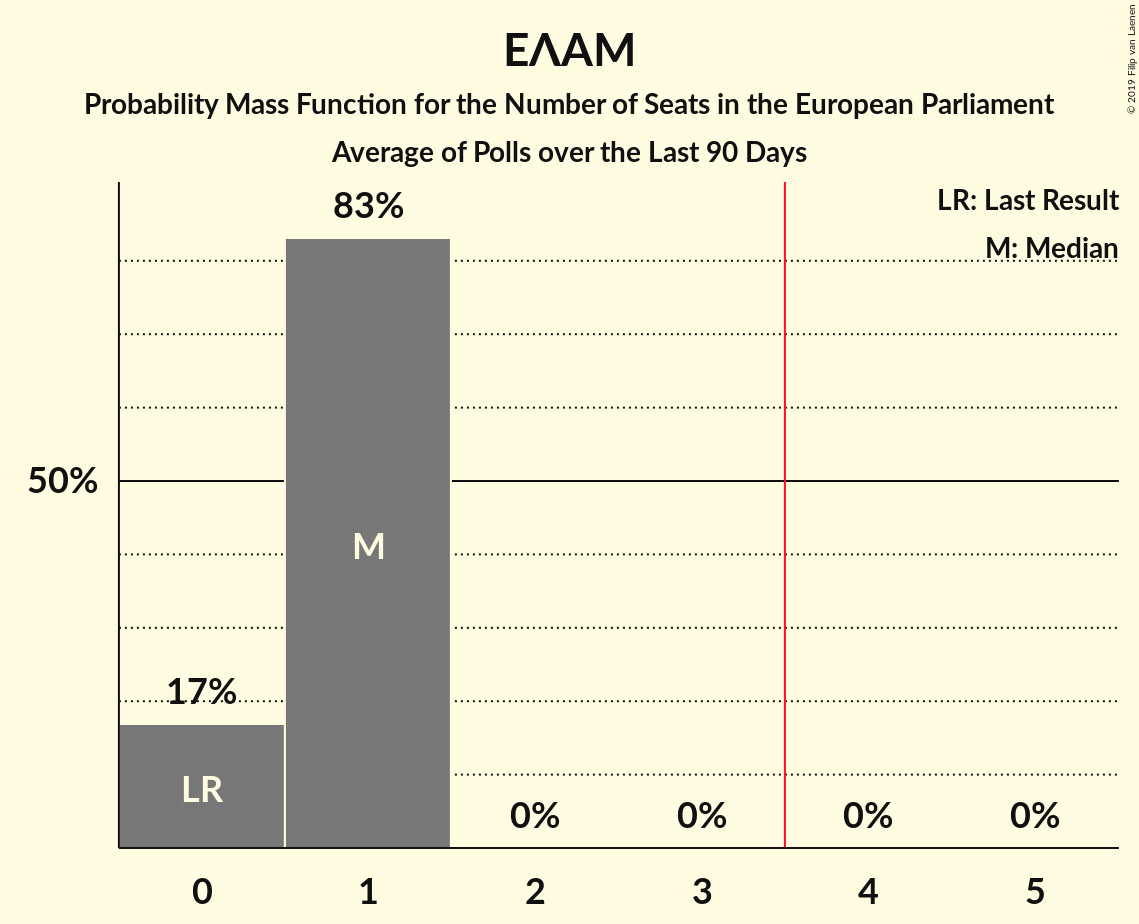 ΕΛΑΜ
Probability Mass Function for the Number of Seats in the European Parliament
Average of Polls over the Last 90 Days
© 2019 Filip van Laenen
LR: Last Result
M: Median
83%
50%
M
17%
LR
0% 0% 0% 0%
0 1 2 3 4 5